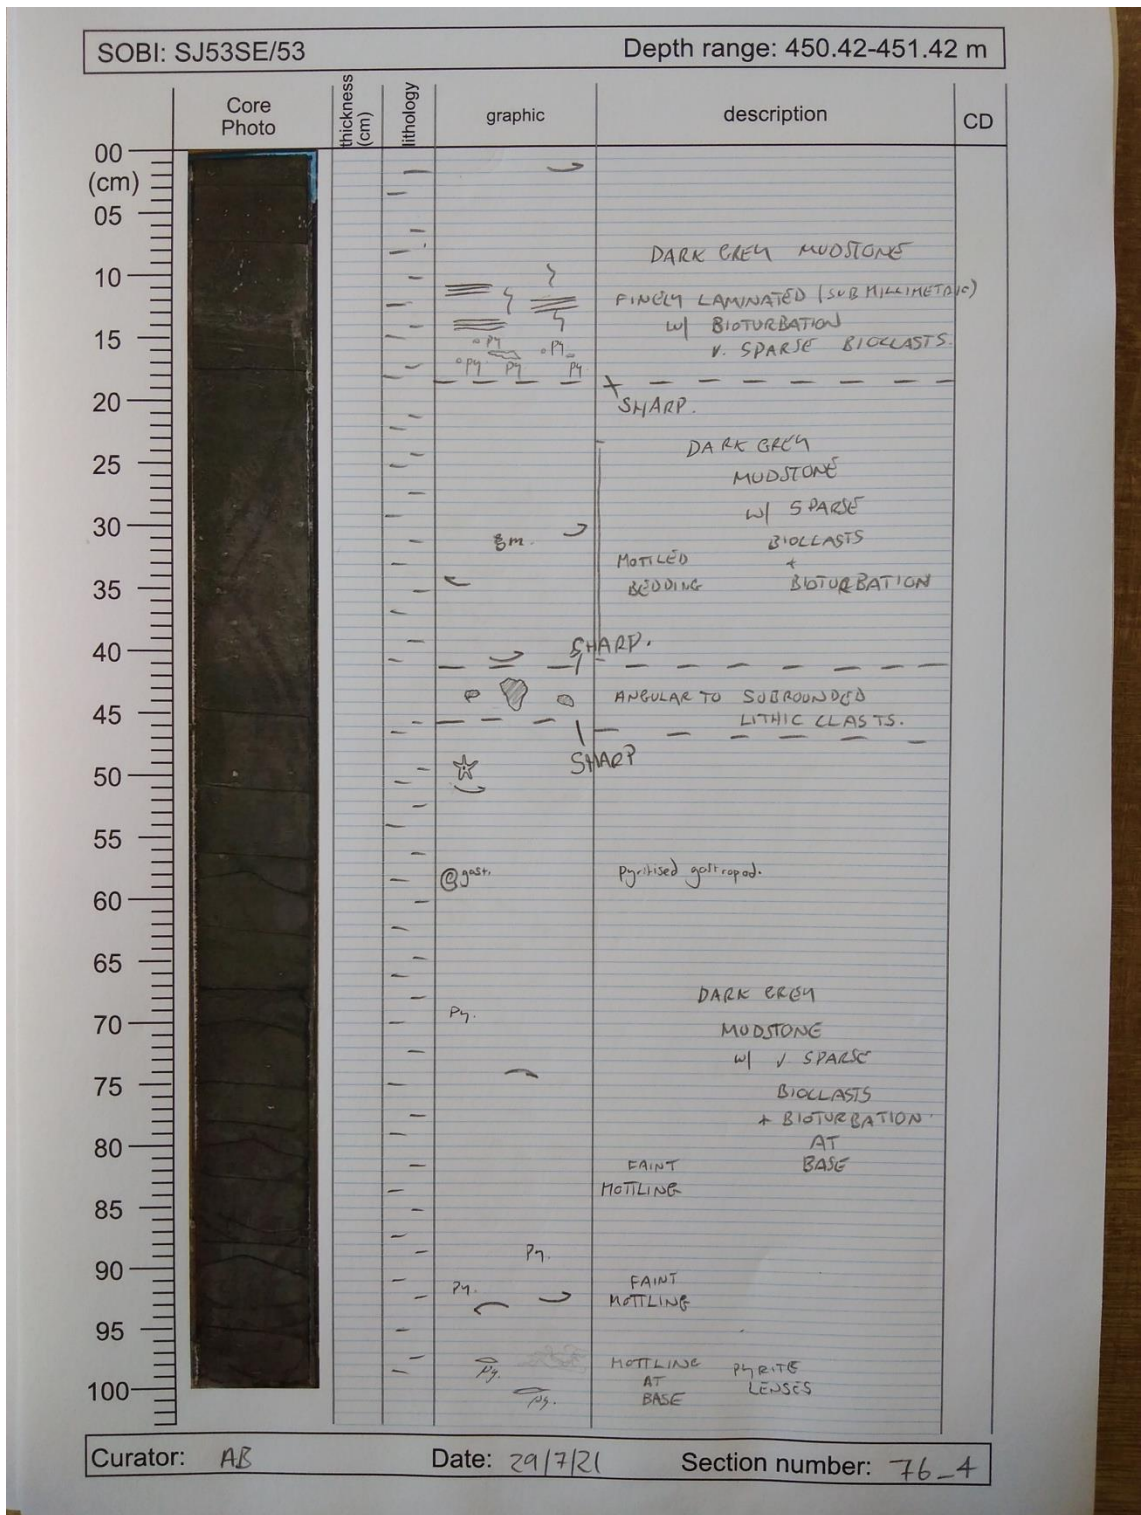 SOBI: SJ53SE/53 Depth range: 450.42-451.42 m
Core Photo thickness (cm) lithology graphic description CD
00
(cm)
05
DARK GREY MUDSTONE
10
FINELY LAMINATED (SUB MILLIMETRIC)
w/ BIOTURBATION
15
V. SPARSE BIOCLASTS.
Py Py
Py Py Py
20
SHARP.
DARK GREY
25
MUDSTONE
w/ SPARSE
30
m. BIOCLASTS
MOTTLED +
35
BEDDING BIOTURBATION
40
SHARP.
ANGULAR TO SUBROUNDED
45
LITHIC CLASTS.
SHARP
50
55
gast. Pyritised gastropod.
60
65
DARK GREY
70
Py. MUDSTONE
w/ V SPARSE
75
BIOCLASTS
+ BIOTURBATION
80
AT
FAINT BASE
MOTTLING
85
Py.
90
Py. FAINT
MOTTLING
95
Py. MOTTLING PYRITE
AT LENSES
100
Py. BASE
Curator: AB Date: 29/7/21 Section number: 76_4